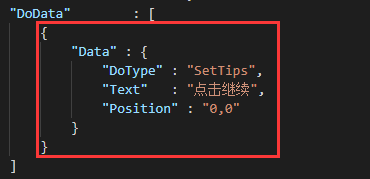 "DoData" : [
{
"Data" : {
"DoType" : "SetTips",
"Text" : "点击继续",
"Position" : "0,0"
}
}
]